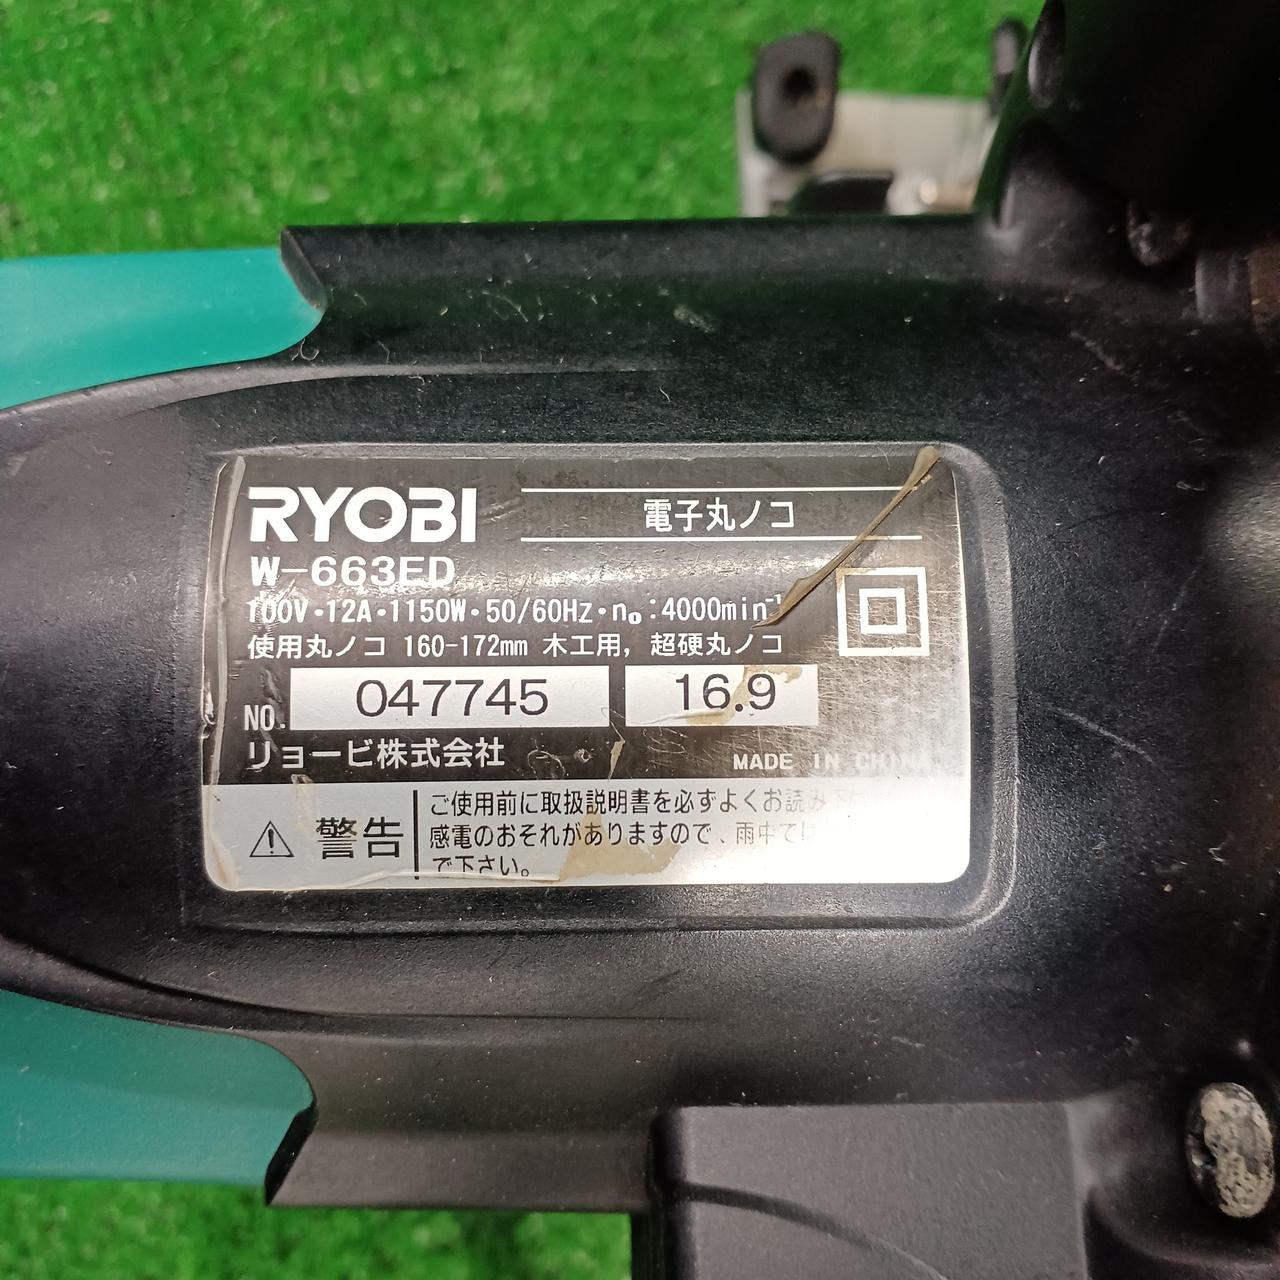 RYOBI
電子丸ノコ
W-663ED
100V・12A・1150W・50/60Hz・n₀:4000min⁻¹
使用丸ノコ 160-172mm 木工用, 超硬丸ノコ
NO. 047745 16.9
リョービ株式会社
MADE IN CHINA
⚠ 警告
ご使用前に取扱説明書を必ずよくお読み下
感電のおそれがありますので、雨中では
で下さい。